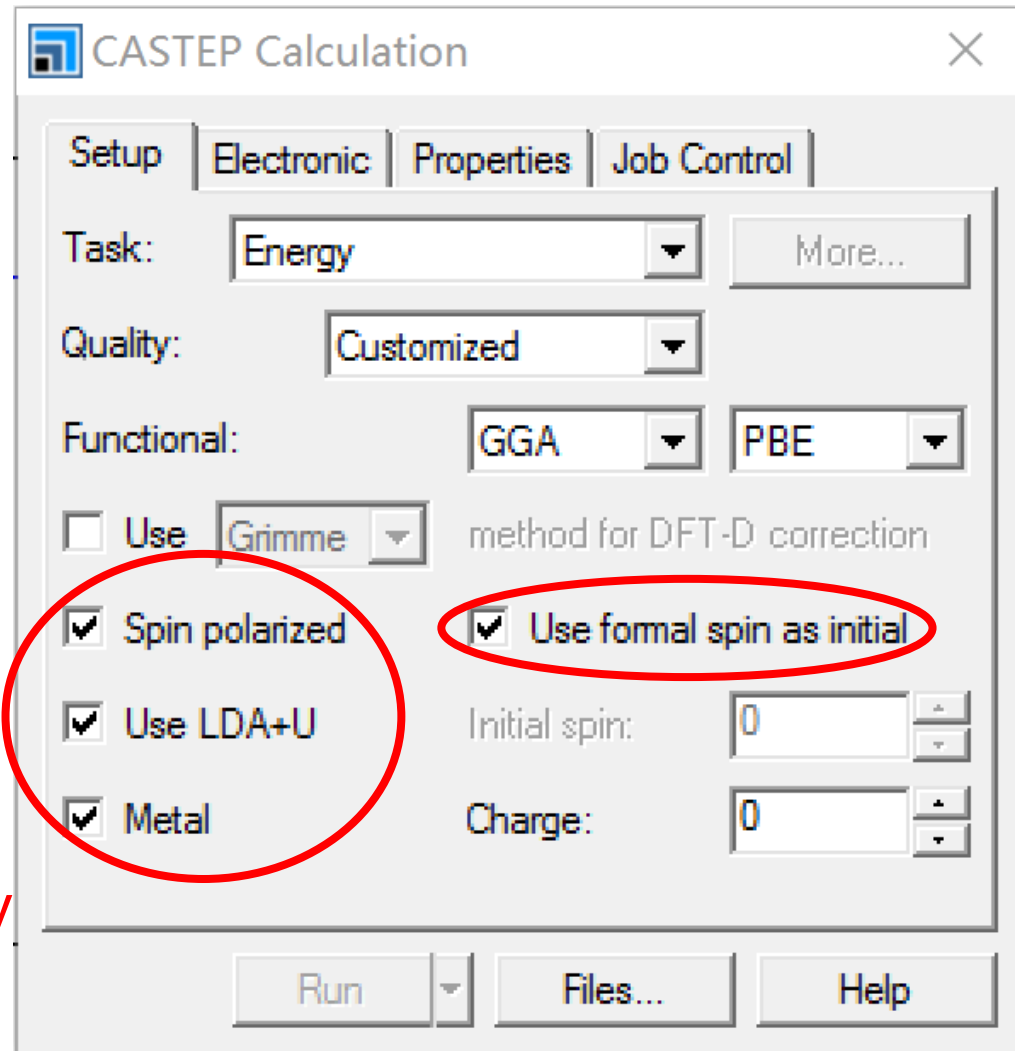 CASTEP Calculation
Setup Electronic Properties Job Control
Task: Energy More...
Quality: Customized
Functional: GGA PBE
Use Grimme method for DFT-D correction
Spin polarized Use formal spin as initial
Use LDA+U Initial spin: 0
Metal Charge: 0
Run Files... Help